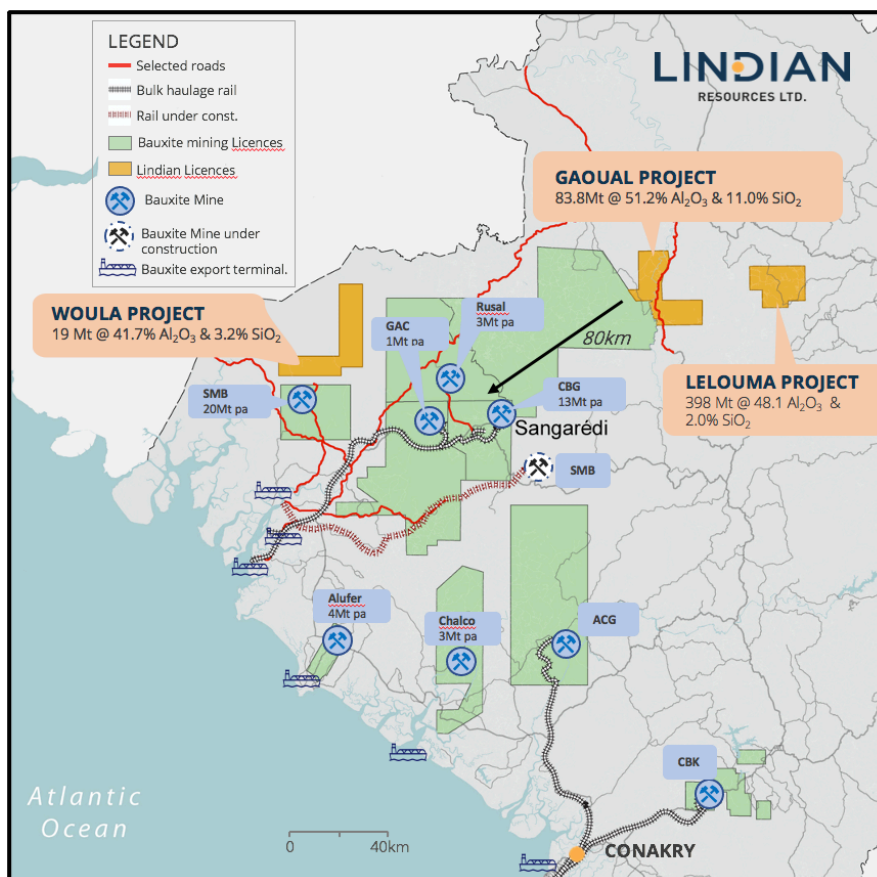 LEGEND
Selected roads
Bulk haulage rail
Rail under const.
Bauxite mining Licences
Lindian Licences
Bauxite Mine
Bauxite Mine under
construction
Bauxite export terminal.
LINDIAN
RESOURCES LTD.
GAOUAL PROJECT
83.8Mt @ 51.2% Al₂O₃ & 11.0% SiO₂
WOULA PROJECT
19 Mt @ 41.7% Al₂O₃ & 3.2% SiO₂
LELOUMA PROJECT
398 Mt @ 48.1 Al₂O₃ &
2.0% SiO₂
Rusal
3Mt pa
GAC
1Mt pa
80km
SMB
20Mt pa
CBG
13Mt pa
Sangarédi
SMB
Alufer
4Mt pa
Chalco
3Mt pa
ACG
CBK
Atlantic
Ocean
0 40km
CONAKRY